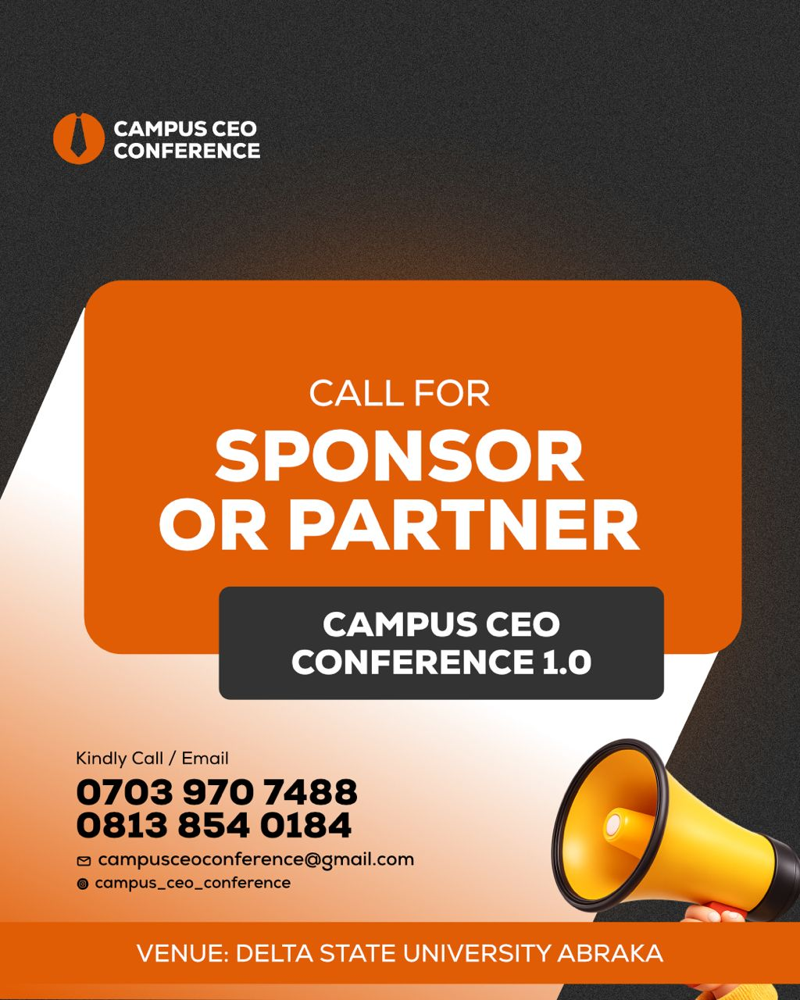 CAMPUS CEO
CONFERENCE
CALL FOR
SPONSOR
OR PARTNER
CAMPUS CEO
CONFERENCE 1.0
Kindly Call / Email
0703 970 7488
0813 854 0184
campusceoconference@gmail.com
campus_ceo_conference
VENUE: DELTA STATE UNIVERSITY ABRAKA